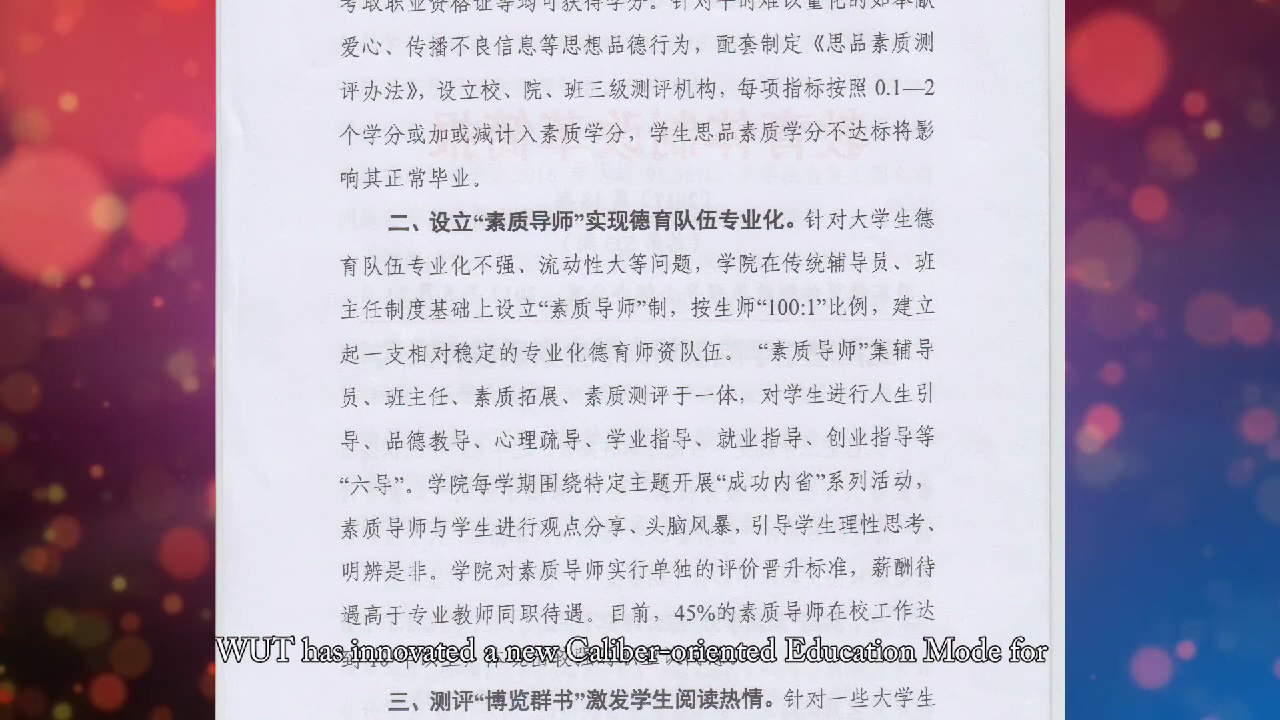 考取职业资格证等均可获得学分。针对平时难以量化的如奉献
爱心、传播不良信息等思想品德行为，配套制定《思品素质测
评办法》，设立校、院、班三级测评机构，每项指标按照 0.1—2
个学分或加或减计入素质学分，学生思品素质学分不达标将影
响其正常毕业。
二、设立“素质导师”实现德育队伍专业化。针对大学生德
育队伍专业化不强、流动性大等问题，学院在传统辅导员、班
主任制度基础上设立“素质导师”制，按生师“100:1”比例，建立
起一支相对稳定的专业化德育师资队伍。 “素质导师”集辅导
员、班主任、素质拓展、素质测评于一体，对学生进行人生引
导、品德教导、心理疏导、学业指导、就业指导、创业指导等
“六导”。学院每学期围绕特定主题开展“成功内省”系列活动，
素质导师与学生进行观点分享、头脑风暴，引导学生理性思考、
明辨是非。学院对素质导师实行单独的评价晋升标准，薪酬待
遇高于专业教师同职待遇。目前，45%的素质导师在校工作达
WUT has innovated a new Caliber-oriented Education Mode for
三、测评“博览群书”激发学生阅读热情。针对一些大学生